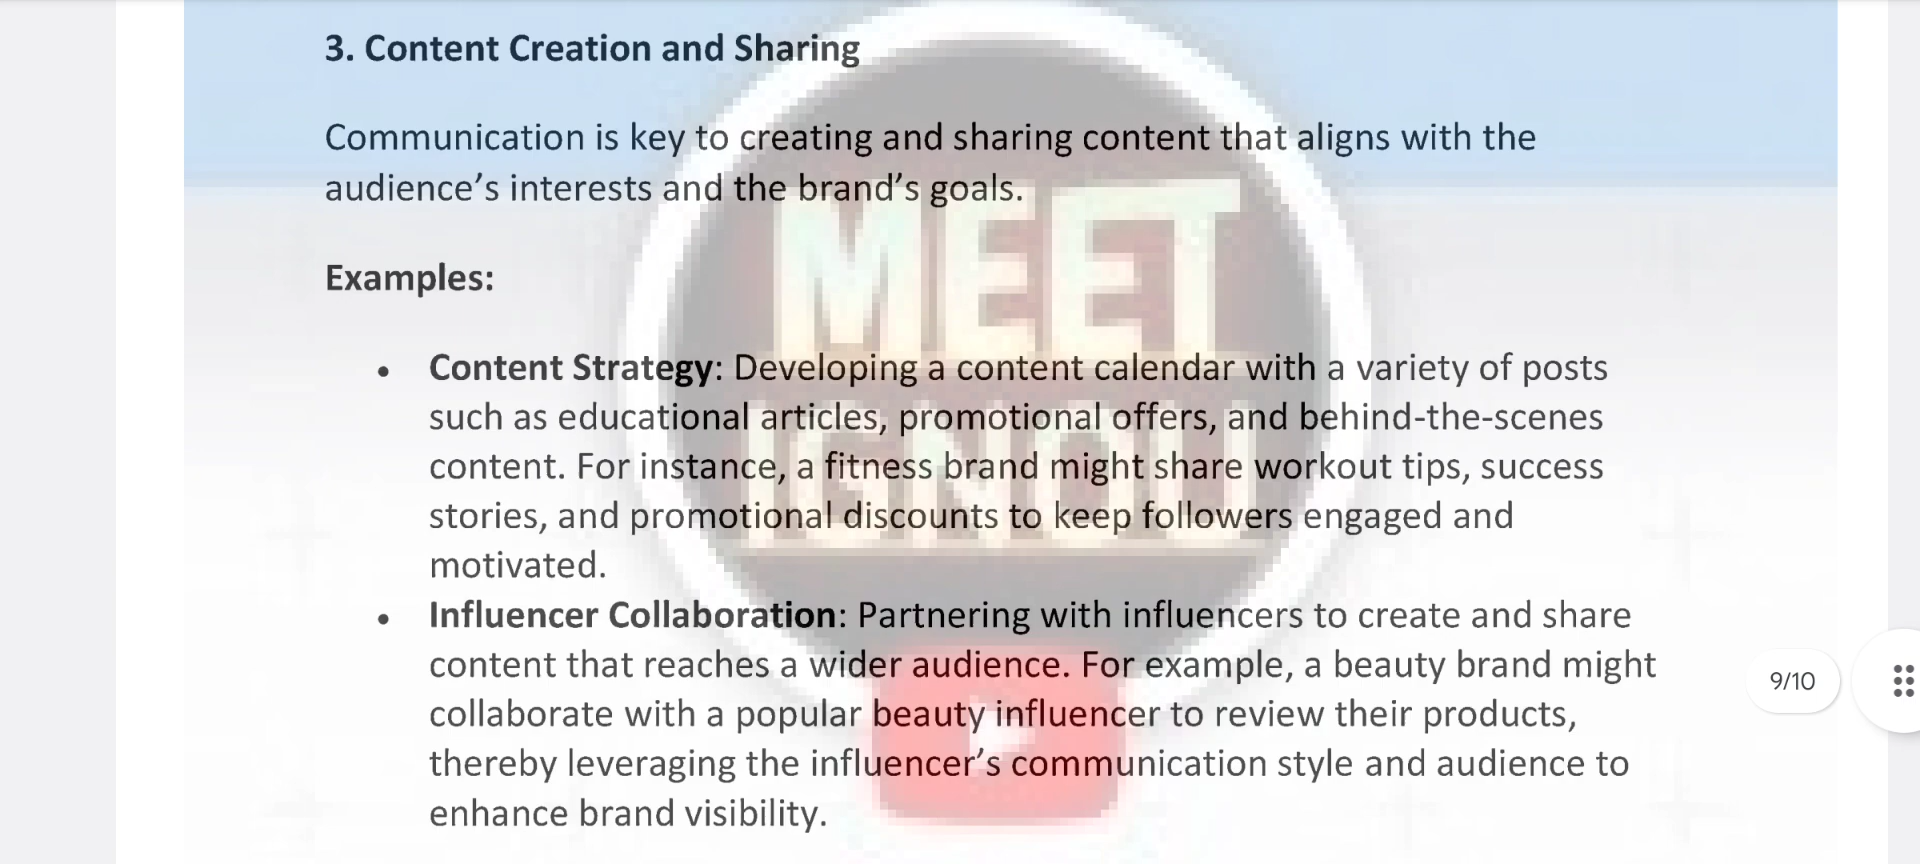 3. Content Creation and Sharing
Communication is key to creating and sharing content that aligns with the
audience’s interests and the brand’s goals.
Examples:
• Content Strategy: Developing a content calendar with a variety of posts
such as educational articles, promotional offers, and behind-the-scenes
content. For instance, a fitness brand might share workout tips, success
stories, and promotional discounts to keep followers engaged and
motivated.
• Influencer Collaboration: Partnering with influencers to create and share
content that reaches a wider audience. For example, a beauty brand might
collaborate with a popular beauty influencer to review their products,
thereby leveraging the influencer’s communication style and audience to
enhance brand visibility.
MEET
IGNOU
9/10